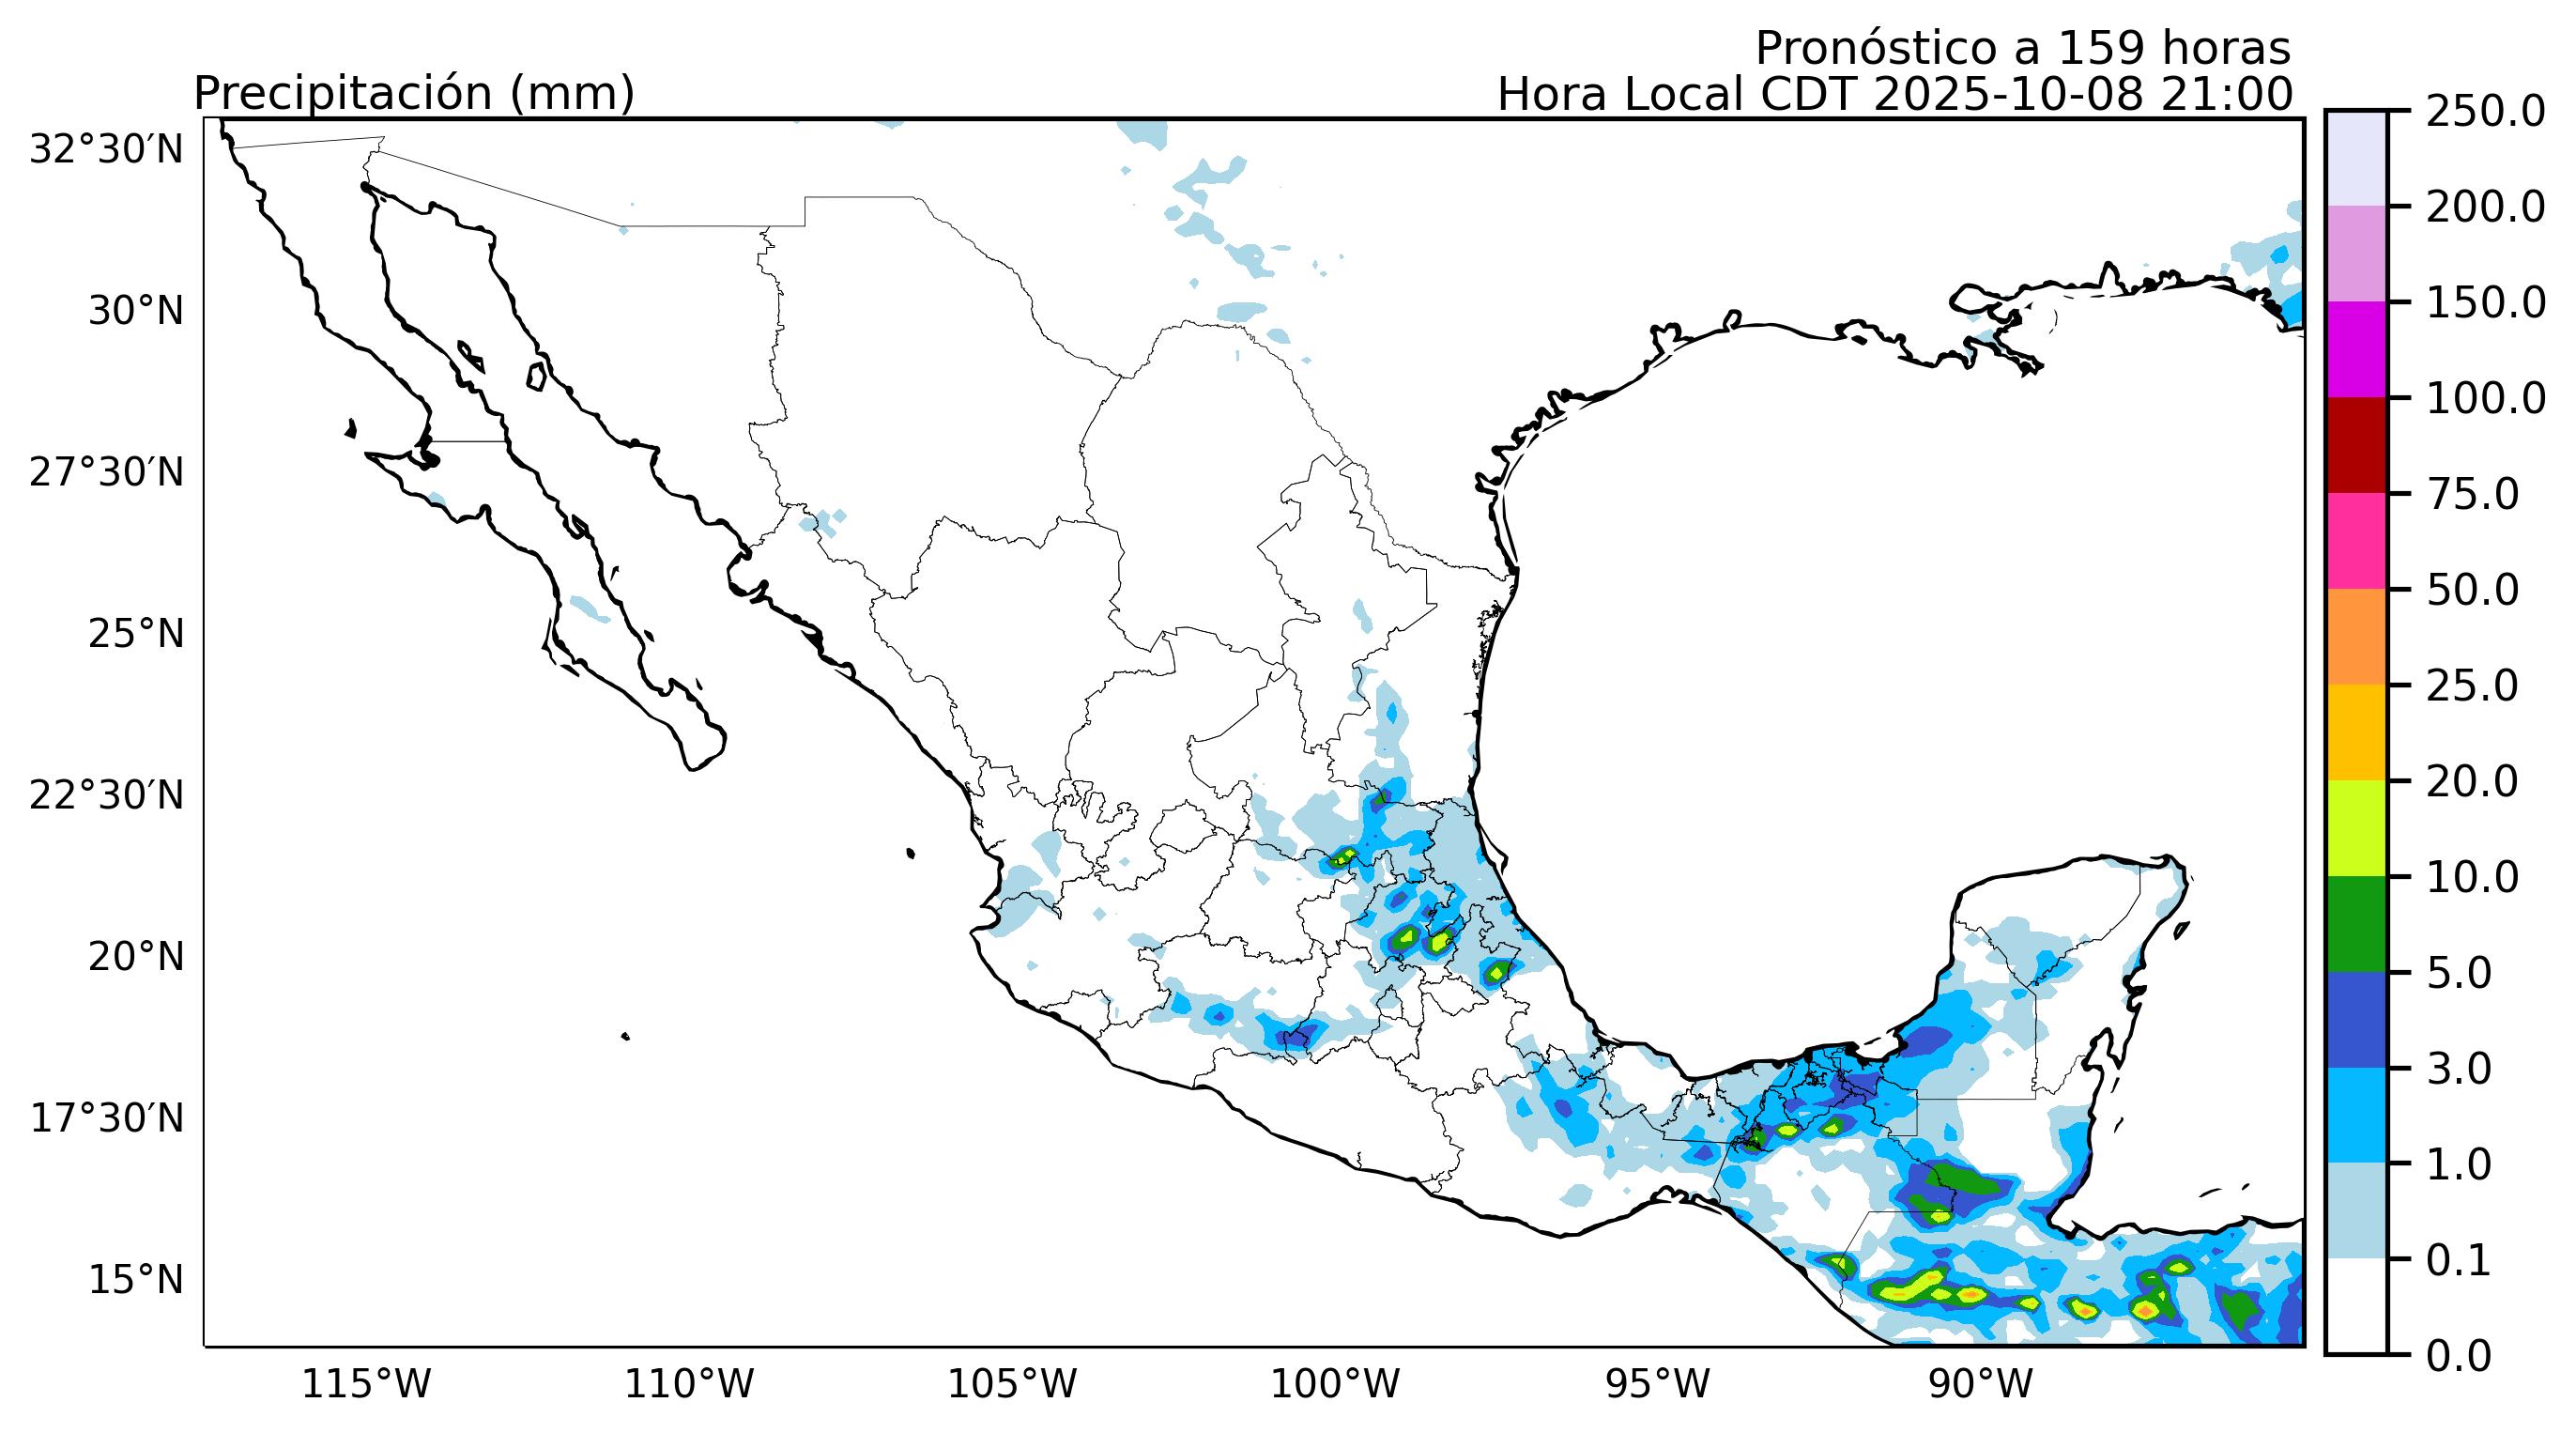 Pronóstico a 159 horas
Precipitación (mm)
Hora Local CDT 2025-10-08 21:00
32°30′N
30°N
27°30′N
25°N
22°30′N
20°N
17°30′N
15°N
115°W
110°W
105°W
100°W
95°W
90°W
250.0
200.0
150.0
100.0
75.0
50.0
25.0
20.0
10.0
5.0
3.0
1.0
0.1
0.0